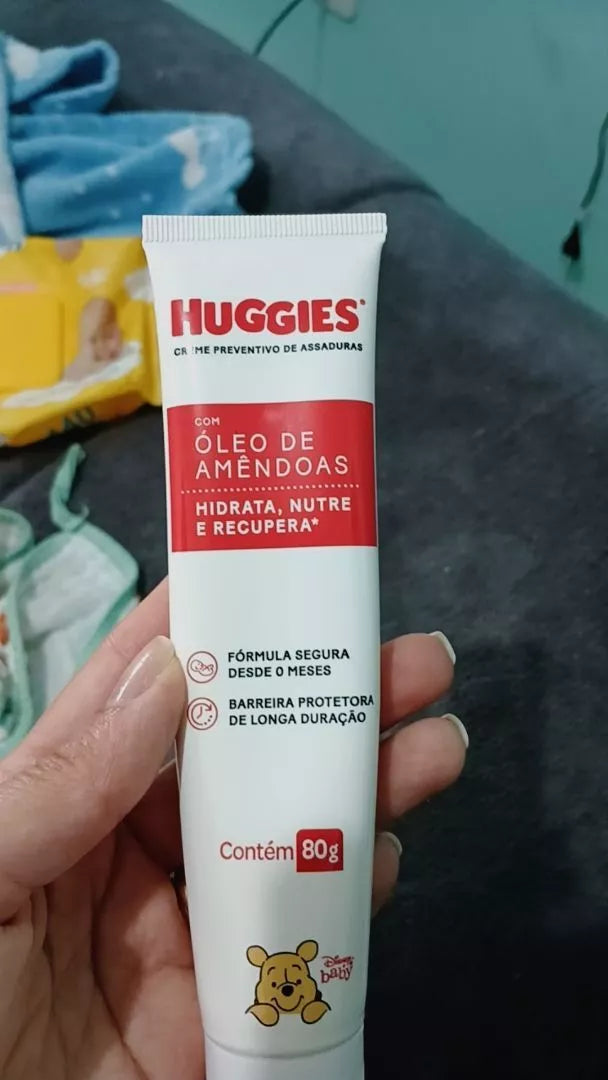 HUGGIES®
CREME PREVENTIVO DE ASSADURAS
COM
ÓLEO DE
AMÊNDOAS
HIDRATA, NUTRE
E RECUPERA*
FÓRMULA SEGURA
DESDE 0 MESES
BARREIRA PROTETORA
DE LONGA DURAÇÃO
Contém 80g
Disney
baby